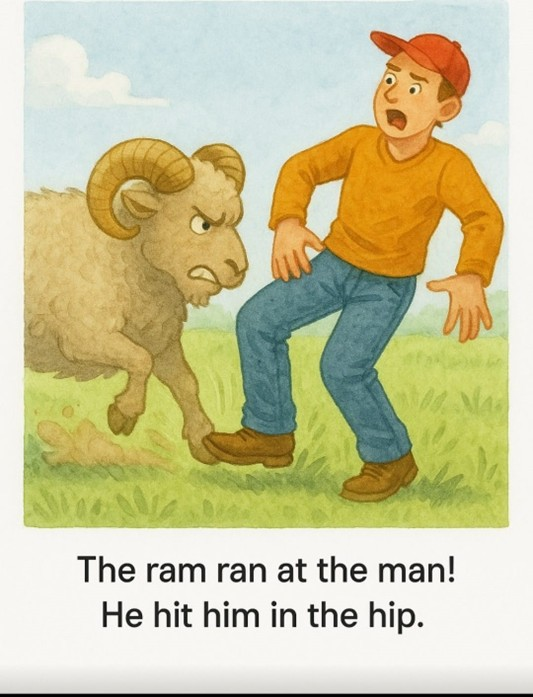 The ram ran at the man!
He hit him in the hip.